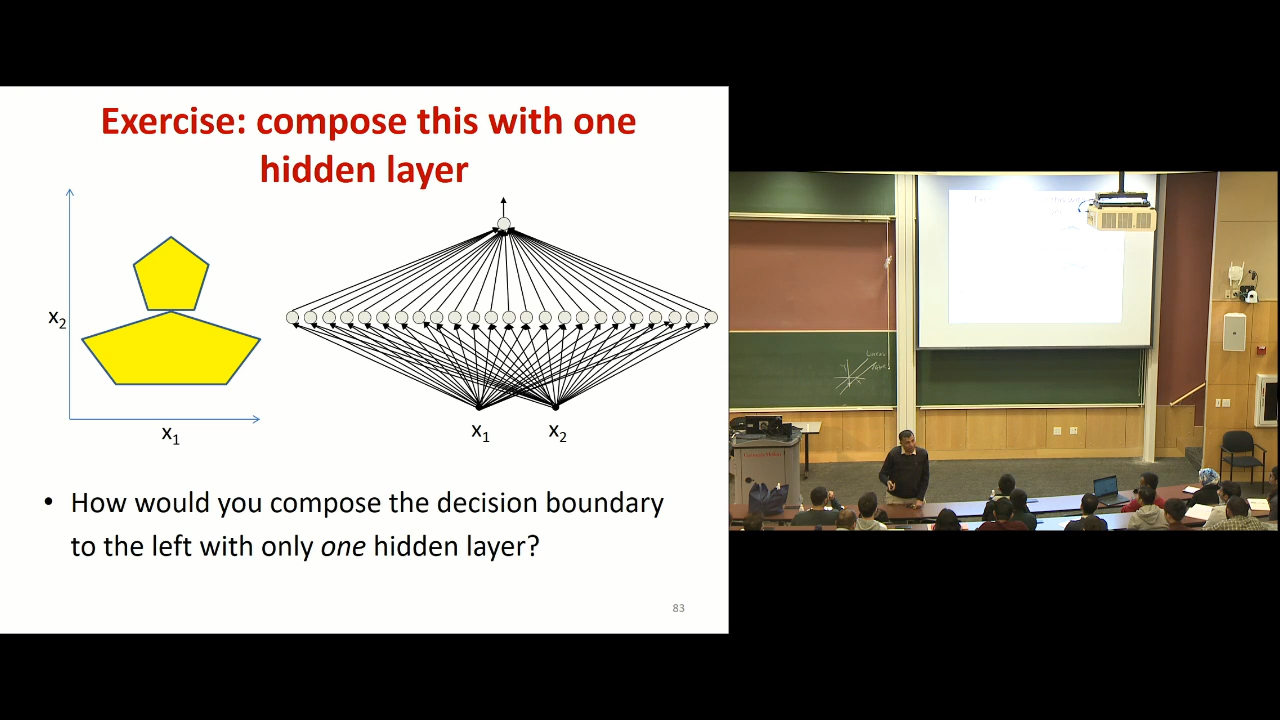 Exercise: compose this with one
hidden layer
x2
x1
x1
x2
• How would you compose the decision boundary
to the left with only one hidden layer?
83